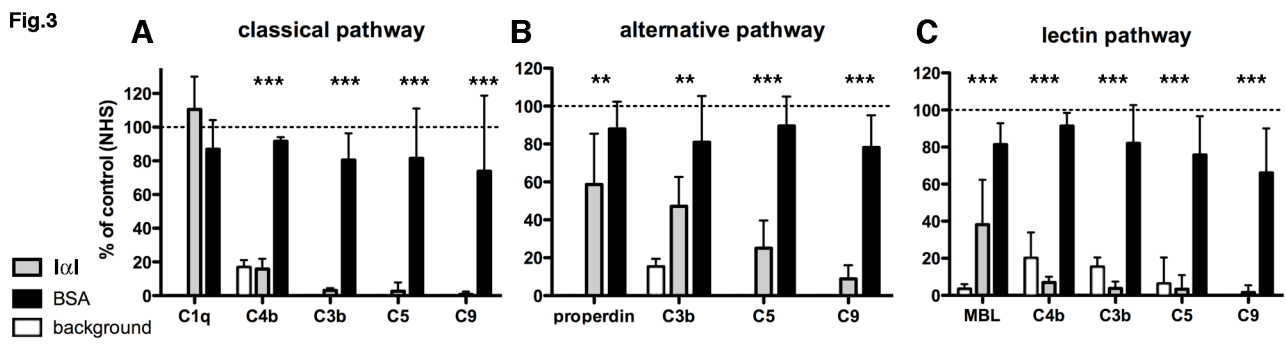 Fig.3
A classical pathway
*** *** *** ***
% of control (NHS)
120
100
80
60
40
20
0
C1q C4b C3b C5 C9
B alternative pathway
** ** *** ***
120
100
80
60
40
20
0
properdin C3b C5 C9
C lectin pathway
*** *** *** *** ***
120
100
80
60
40
20
0
MBL C4b C3b C5 C9
IαI
BSA
background